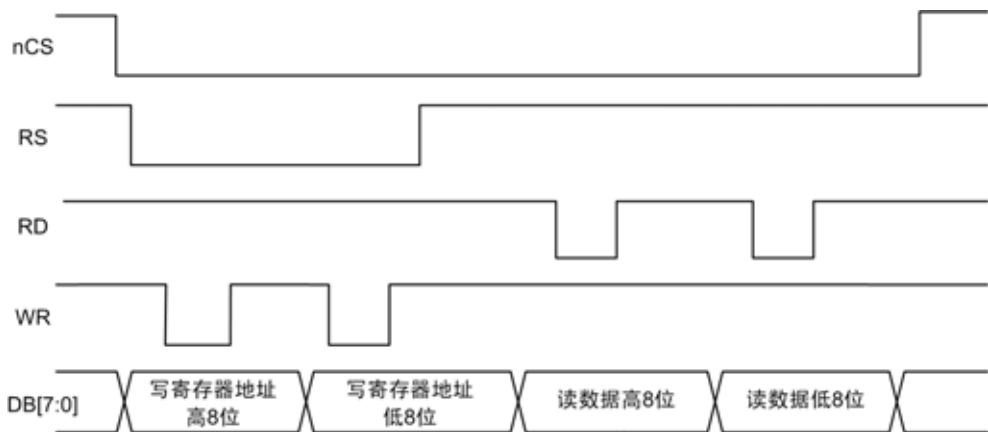 nCS
RS
RD
WR
DB[7:0]
写寄存器地址
高8位
写寄存器地址
低8位
读数据高8位
读数据低8位